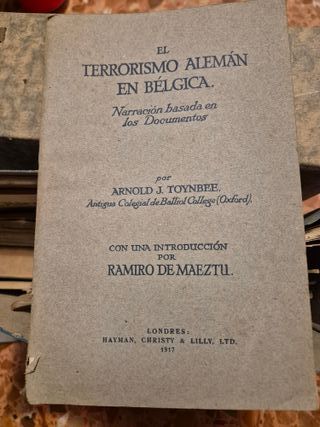 EL
TERRORISMO ALEMÁN
EN BÉLGICA.
Narración basada en
los Documentos
por
ARNOLD J. TOYNBEE.
Antiguo Colegial de Balliol College (Oxford).
CON UNA INTRODUCCIÓN
POR
RAMIRO DE MAEZTU.
LONDRES:
HAYMAN, CHRISTY & LILLY, LTD.
1917